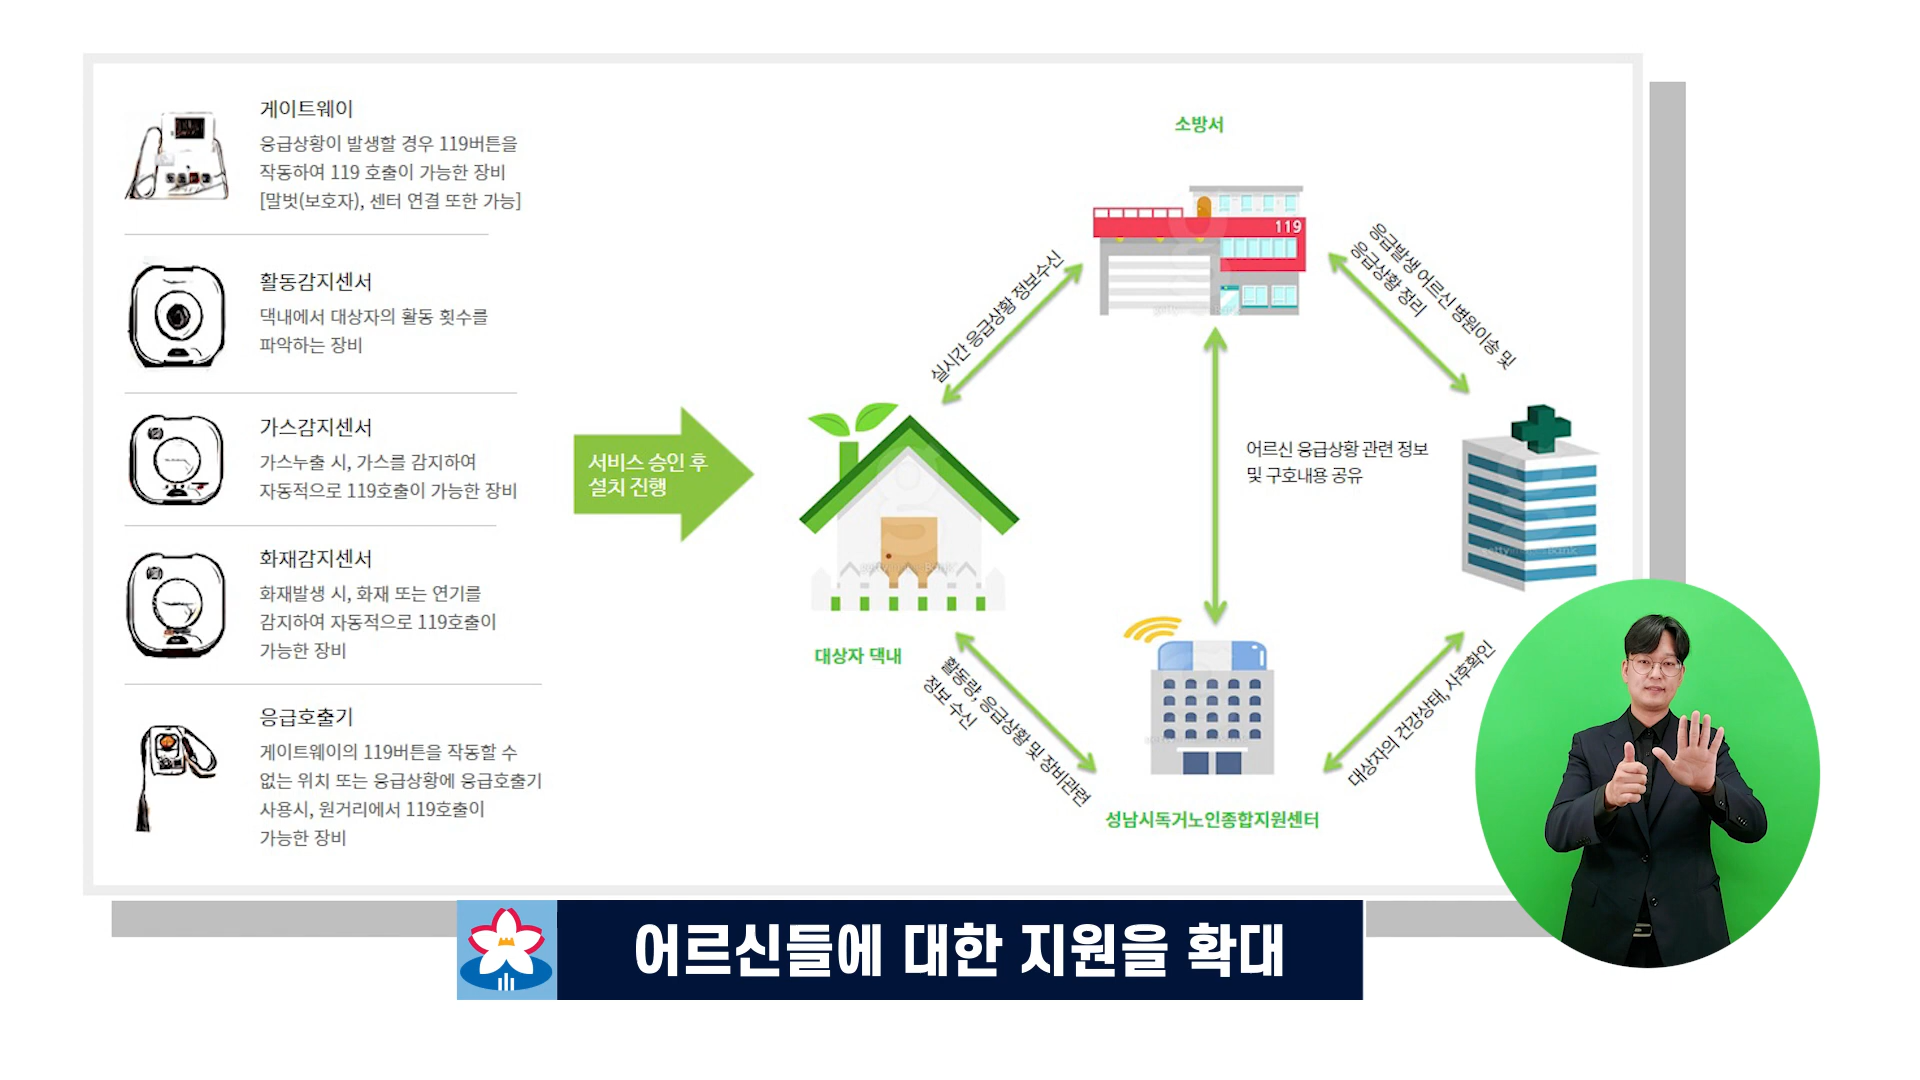 게이트웨이
응급상황이 발생할 경우 119버튼을
작동하여 119 호출이 가능한 장비
[말벗(보호자), 센터 연결 또한 가능]
활동감지센서
댁내에서 대상자의 활동 횟수를
파악하는 장비
가스감지센서
가스누출 시, 가스를 감지하여
자동적으로 119호출이 가능한 장비
화재감지센서
화재발생 시, 화재 또는 연기를
감지하여 자동적으로 119호출이
가능한 장비
응급호출기
게이트웨이의 119버튼을 작동할 수
없는 위치 또는 응급상황에 응급호출기
사용시, 원거리에서 119호출이
가능한 장비
서비스 승인 후
설치 진행
소방서
119
실시간 응급상황 정보수신
응급발생 어르신 병원이송 및
응급상황 정리
어르신 응급상황 관련 정보
및 구호내용 공유
대상자 댁내
활동량, 응급상황 및 장비관련
정보 수신
대상자의 건강상태, 사후확인
성남시독거노인종합지원센터
어르신들에 대한 지원을 확대